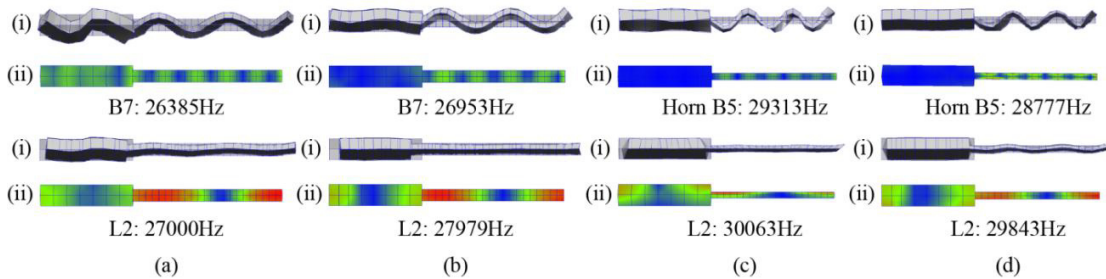 (i) (i) (i) (i)
(ii) (ii) (ii) (ii)
B7: 26385Hz B7: 26953Hz Horn B5: 29313Hz Horn B5: 28777Hz
(i) (i) (i) (i)
(ii) (ii) (ii) (ii)
L2: 27000Hz L2: 27979Hz L2: 30063Hz L2: 29843Hz
(a) (b) (c) (d)